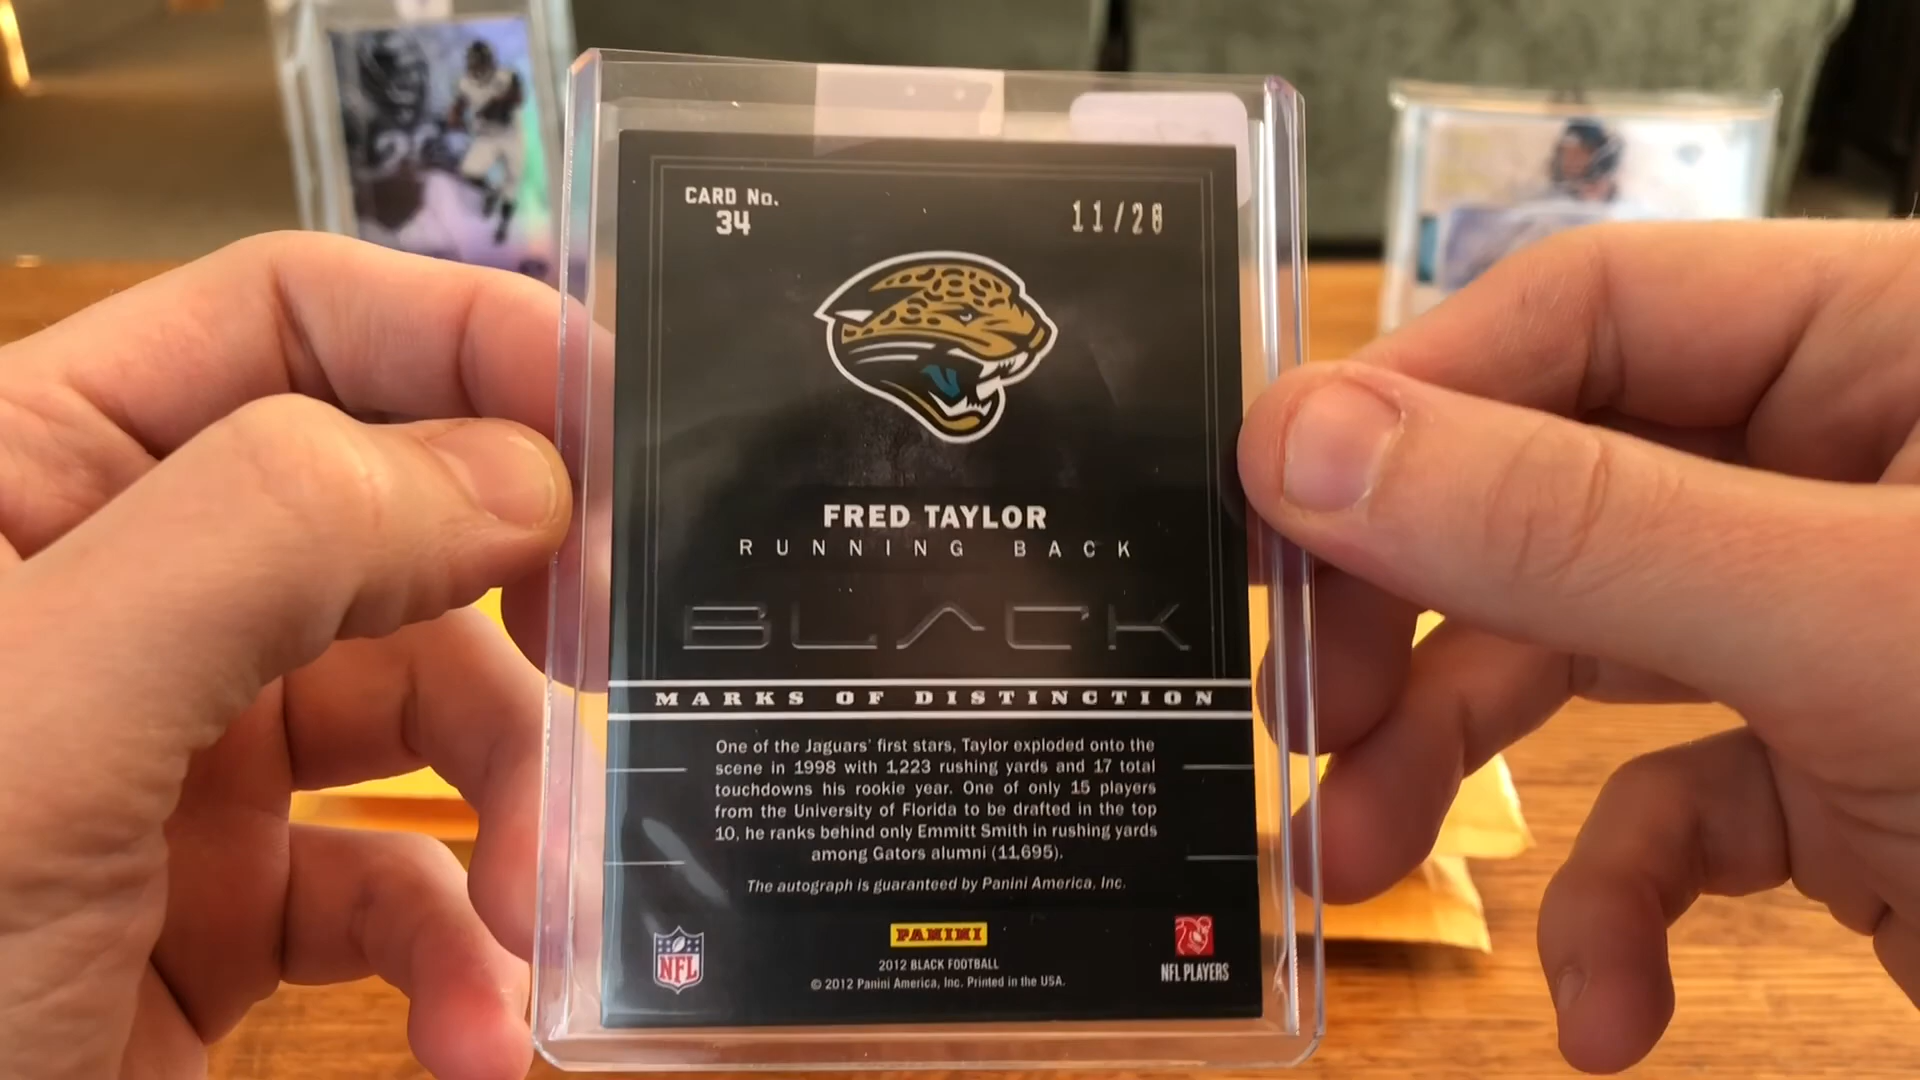 CARD No.
34
11/28
FRED TAYLOR
RUNNING BACK
BLACK
MARKS OF DISTINCTION
One of the Jaguars' first stars, Taylor exploded onto the
scene in 1998 with 1,223 rushing yards and 17 total
touchdowns his rookie year. One of only 15 players
from the University of Florida to be drafted in the top
10, he ranks behind only Emmitt Smith in rushing yards
among Gators alumni (11,695).
The autograph is guaranteed by Panini America, Inc.
NFL
PANINI
2012 BLACK FOOTBALL
© 2012 Panini America, Inc. Printed in the USA.
NFL PLAYERS